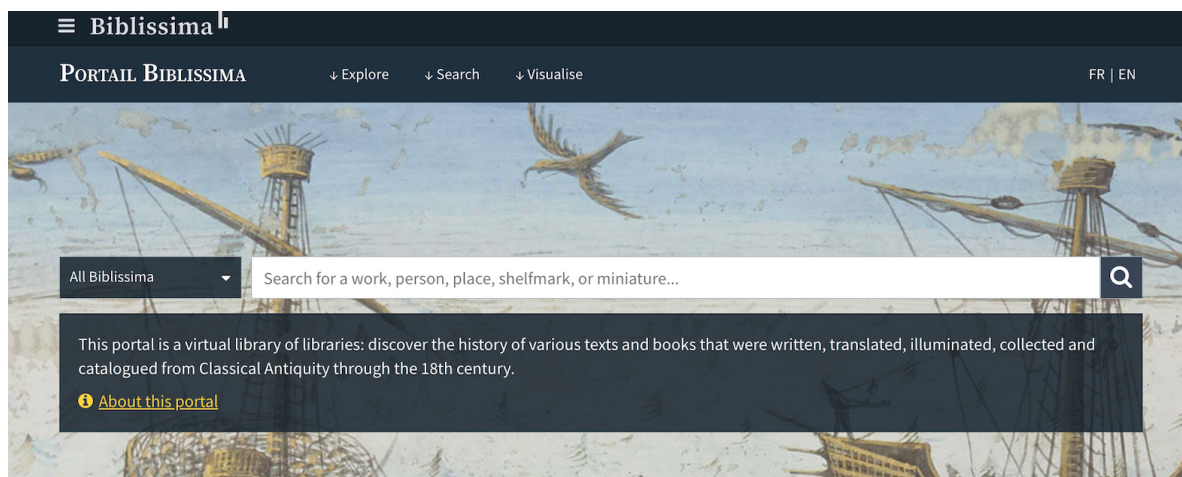 Biblissima
PORTAIL BIBLISSIMA
↓ Explore ↓ Search ↓ Visualise
FR | EN
All Biblissima
Search for a work, person, place, shelfmark, or miniature...
This portal is a virtual library of libraries: discover the history of various texts and books that were written, translated, illuminated, collected and
catalogued from Classical Antiquity through the 18th century.
About this portal